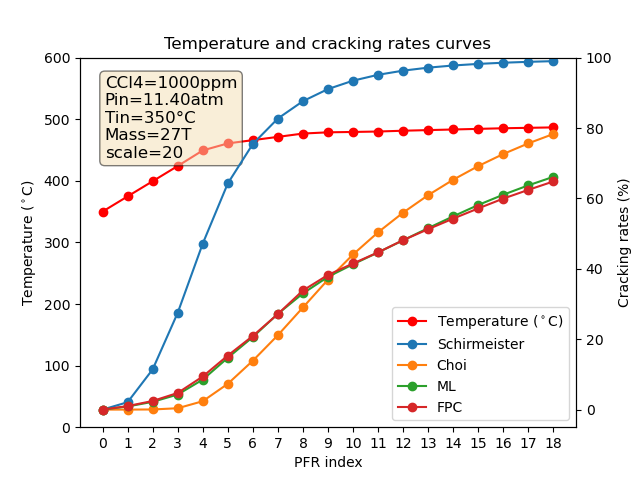 Temperature and cracking rates curves
CCl4=1000ppm
Pin=11.40atm
Tin=350°C
Mass=27T
scale=20
600
500
400
300
200
100
0
Temperature (°C)
100
80
60
40
20
0
Cracking rates (%)
Temperature (°C)
Schirmeister
Choi
ML
FPC
0 1 2 3 4 5 6 7 8 9 10 11 12 13 14 15 16 17 18
PFR index